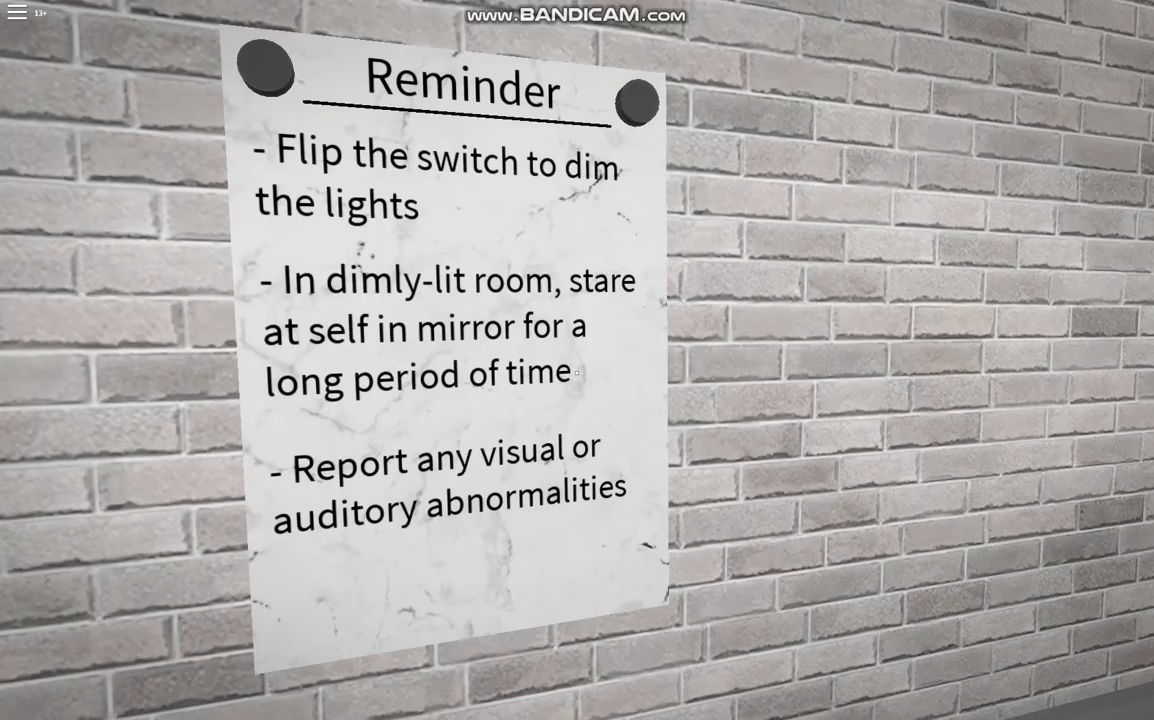 13+
www.BANDICAM.com
Reminder
- Flip the switch to dim
the lights
- In dimly-lit room, stare
at self in mirror for a
long period of time
- Report any visual or
auditory abnormalities